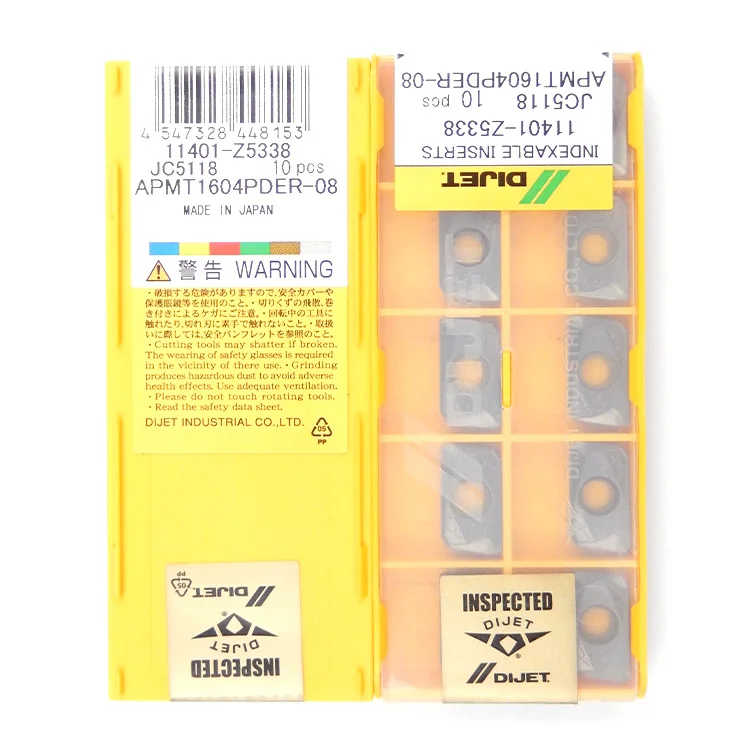 4 547328 448153
11401-Z5338
JC5118 10 pcs
APMT1604PDER-08
MADE IN JAPAN
警告 WARNING
・破損する危険がありますので、安全カバーや
保護眼鏡等を使用のこと。・切りくずの飛散、巻
き付きによるケガにご注意。・回転中の工具に
触れたり、切れ刃に素手で触れないこと。・取扱
いに際しては、安全パンフレットを参照のこと。
・Cutting tools may shatter if broken.
The wearing of safety glasses is required
in the vicinity of there use. ・Grinding
produces hazardous dust to avoid adverse
health effects. Use adequate ventilation.
・Please do not touch rotating tools.
・Read the safety data sheet.
DIJET INDUSTRIAL CO.,LTD.
05
PP
INSPECTED
DIJET
DIJET
05
PP
DIJET
INDEXABLE INSERTS
11401-Z5338
JC5118 10 pcs
APMT1604PDER-08
DIJET
DIJET INDUSTRIAL CO.,LTD.
INSPECTED
DIJET
DIJET